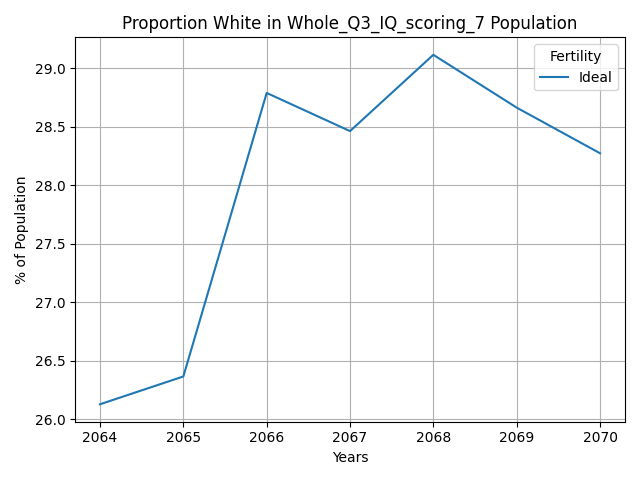 Proportion White in Whole_Q3_IQ_scoring_7 Population
Fertility
Ideal
29.0
28.5
28.0
27.5
27.0
26.5
26.0
% of Population
2064 2065 2066 2067 2068 2069 2070
Years